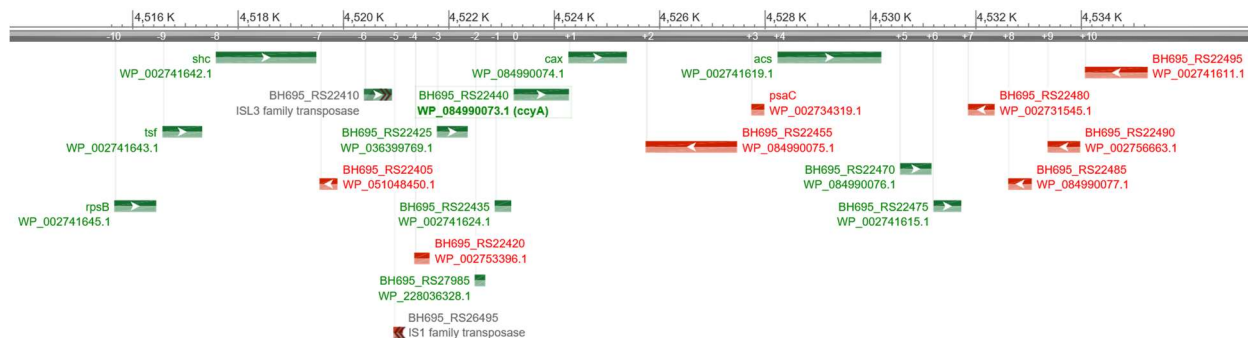 4,516 K 4,518 K 4,520 K 4,522 K 4,524 K 4,526 K 4,528 K 4,530 K 4,532 K 4,534 K
-10 -9 -8 -7 -6 -5 -4 -3 -2 -1 0 +1 +2 +3 +4 +5 +6 +7 +8 +9 +10
shc
WP_002741642.1
cax
WP_084990074.1
acs
WP_002741619.1
BH695_RS22495
WP_002741611.1
BH695_RS22410
ISL3 family transposase
BH695_RS22440
WP_084990073.1 (ccyA)
psaC
WP_002734319.1
BH695_RS22480
WP_002731545.1
tsf
WP_002741643.1
BH695_RS22425
WP_036399769.1
BH695_RS22455
WP_084990075.1
BH695_RS22490
WP_002756663.1
BH695_RS22405
WP_051048450.1
BH695_RS22470
WP_084990076.1
BH695_RS22485
WP_084990077.1
rpsB
WP_002741645.1
BH695_RS22435
WP_002741624.1
BH695_RS22475
WP_002741615.1
BH695_RS22420
WP_002753396.1
BH695_RS27985
WP_228036328.1
BH695_RS26495
IS1 family transposase